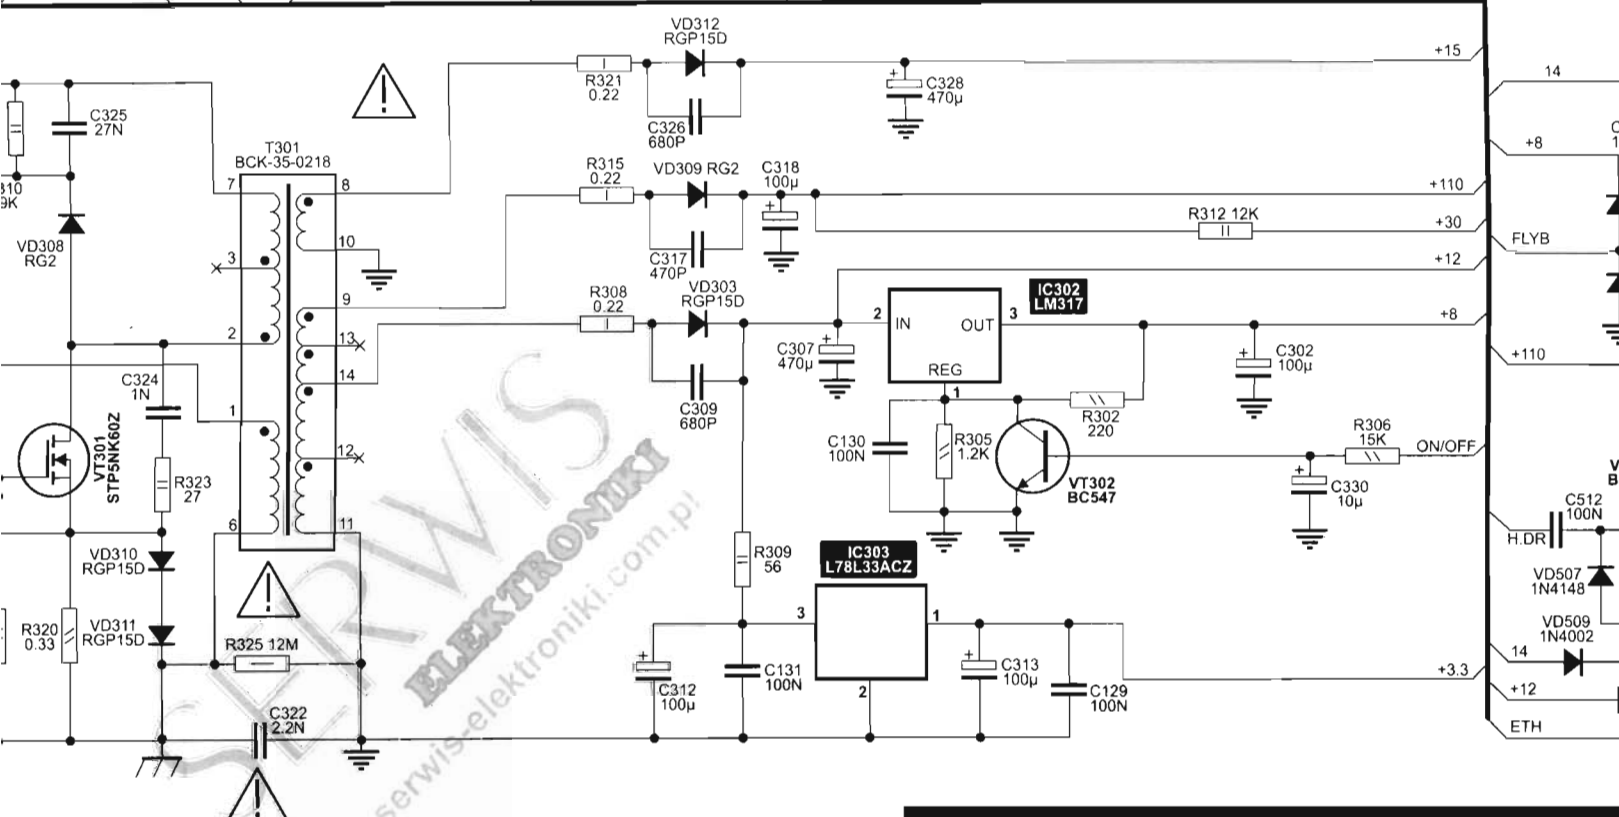 VD312
RGP15D
+15
R321
0.22
C328
470µ
14
C325
27N
C326
680P
T301
BCK-35-0218
R315
0.22
VD309 RG2
C318
100µ
+8
+110
7
8
9K
R312 12K
+30
FLYB
VD308
RG2
10
3
C317
470P
+12
9
R308
0.22
VD303
RGP15D
IC302
LM317
2
IN
OUT
3
+8
2
13
C307
470µ
C302
100µ
+110
14
REG
C324
1N
1
C309
680P
1
R302
220
R306
15K
ON/OFF
C130
100N
R305
1.2K
VT301
STP5NK60Z
12
VT302
BC547
C330
10µ
R323
27
C512
100N
6
11
H.DR
VD310
RGP15D
R309
56
IC303
L78L33ACZ
VD507
1N4148
3
1
R320
0.33
VD311
RGP15D
R325 12M
VD509
1N4002
14
C312
100µ
C131
100N
2
C313
100µ
C129
100N
+3.3
+12
C322
2.2N
ETH
SERWIS
ELEKTRONIKI
serwis-elektroniki.com.pl